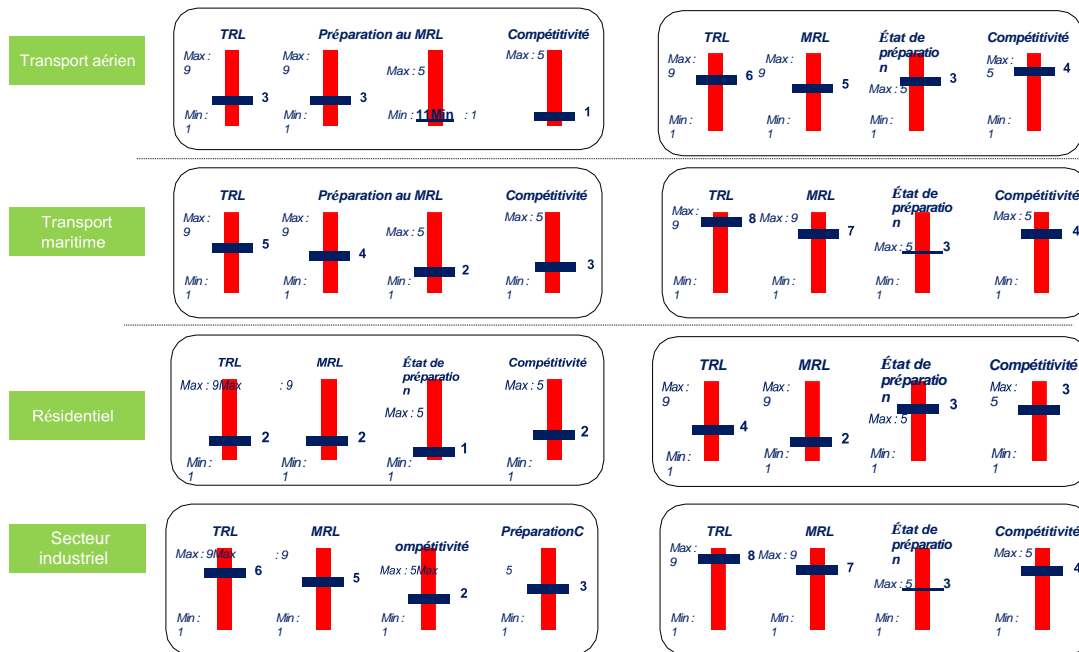 Transport aérien
TRL
Préparation au MRL
Compétitivité
Max :
9
Max :
9
Max : 5
Max : 5
3
3
1
Min :
1
Min :
1
Min : 11Min : 1
TRL
MRL
État de
préparatio
n
Compétitivité
Max :
9
Max :
9
Max : 5
Max :
5
6
5
3
4
Min :
1
Min :
1
Min :
1
Min :
1
Transport
maritime
TRL
Préparation au MRL
Compétitivité
Max :
9
Max :
9
Max : 5
Max : 5
5
4
2
3
Min :
1
Min :
1
Min :
1
Min :
1
TRL
MRL
État de
préparatio
n
Compétitivité
Max :
9
Max : 9
Max : 5
Max : 5
8
7
3
4
Min :
1
Min :
1
Min :
1
Min :
1
Résidentiel
TRL
MRL
État de
préparatio
n
Compétitivité
Max : 9Max : 9
Max : 5
Max : 5
2
2
1
2
Min :
1
Min :
1
Min :
1
Min :
1
TRL
MRL
État de
préparatio
n
Compétitivité
Max :
9
Max :
9
Max : 5
Max :
5
4
2
3
3
Min :
1
Min :
1
Min :
1
Min :
1
Secteur
industriel
TRL
MRL
PréparationC
ompétitivité
Max : 9Max : 9
Max : 5Max 5
6
5
2
3
Min :
1
Min :
1
Min :
1
Min :
1
TRL
MRL
État de
préparatio
n
Compétitivité
Max :
9
Max : 9
Max : 5
Max : 5
8
7
3
4
Min :
1
Min :
1
Min :
1
Min :
1